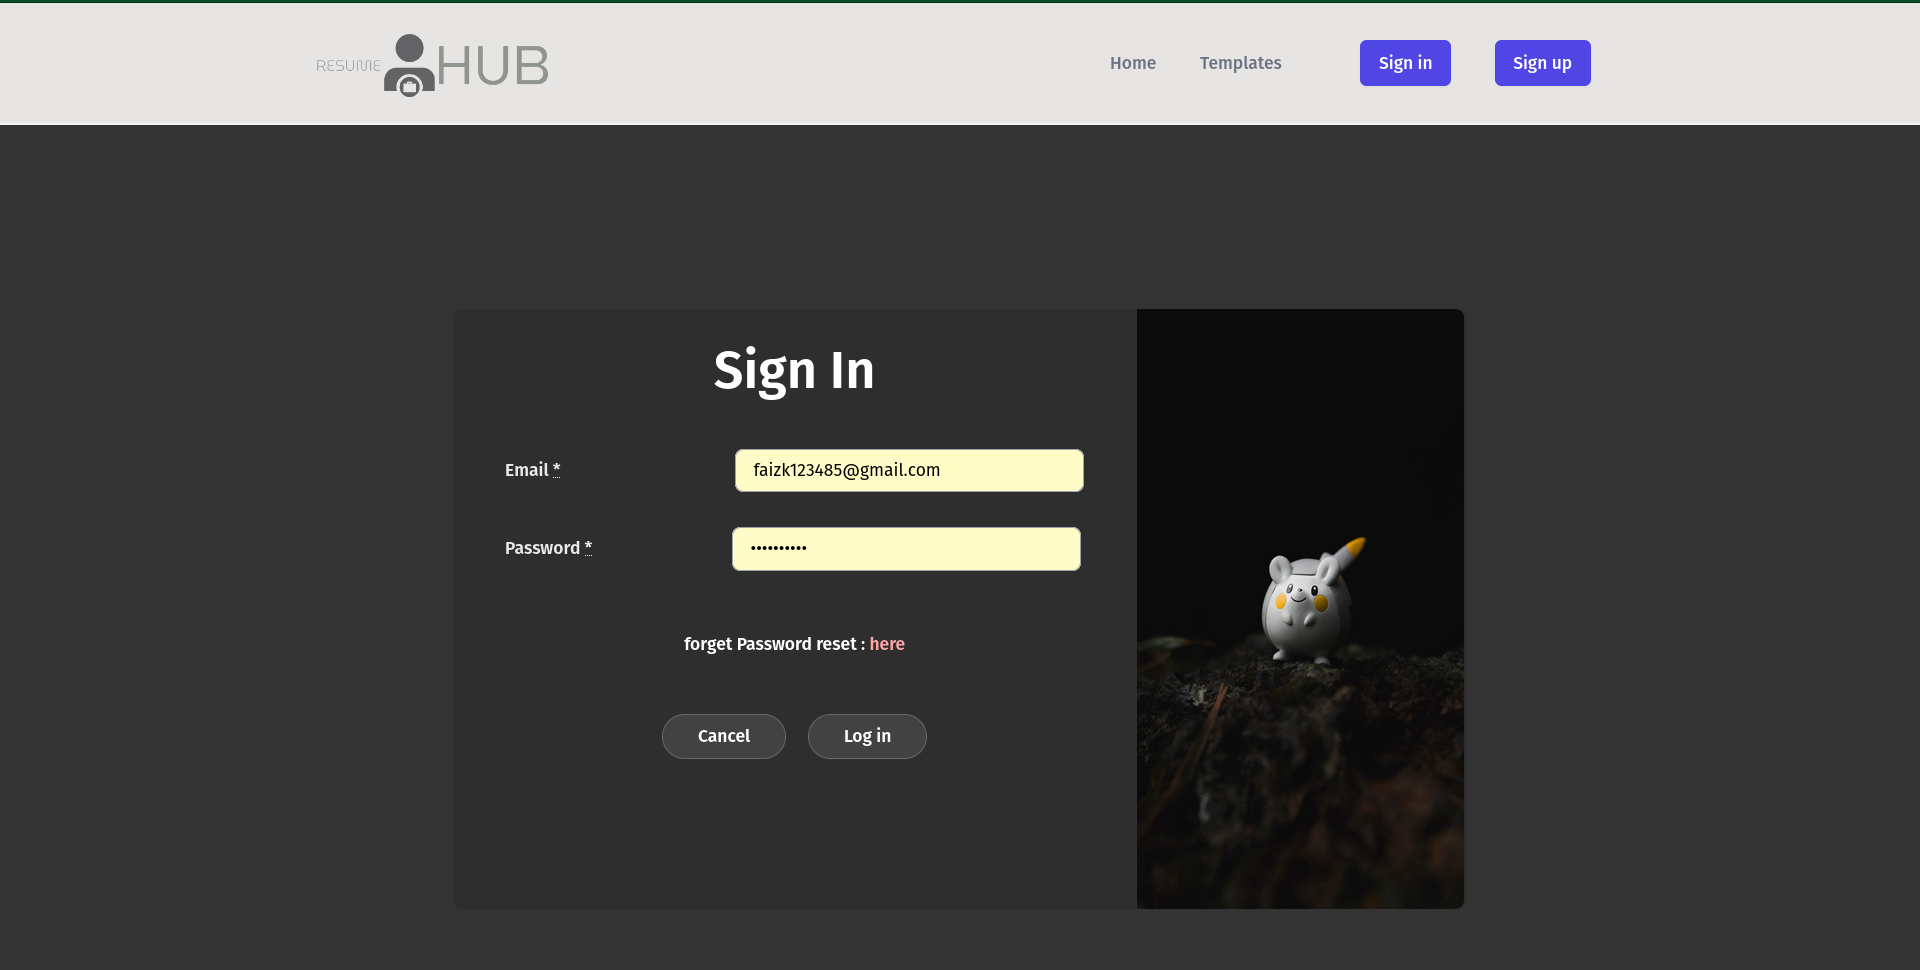 RESUME HUB
Home Templates Sign in Sign up
Sign In
Email *
faizk123485@gmail.com
Password *
••••••••••
forget Password reset : here
Cancel Log in